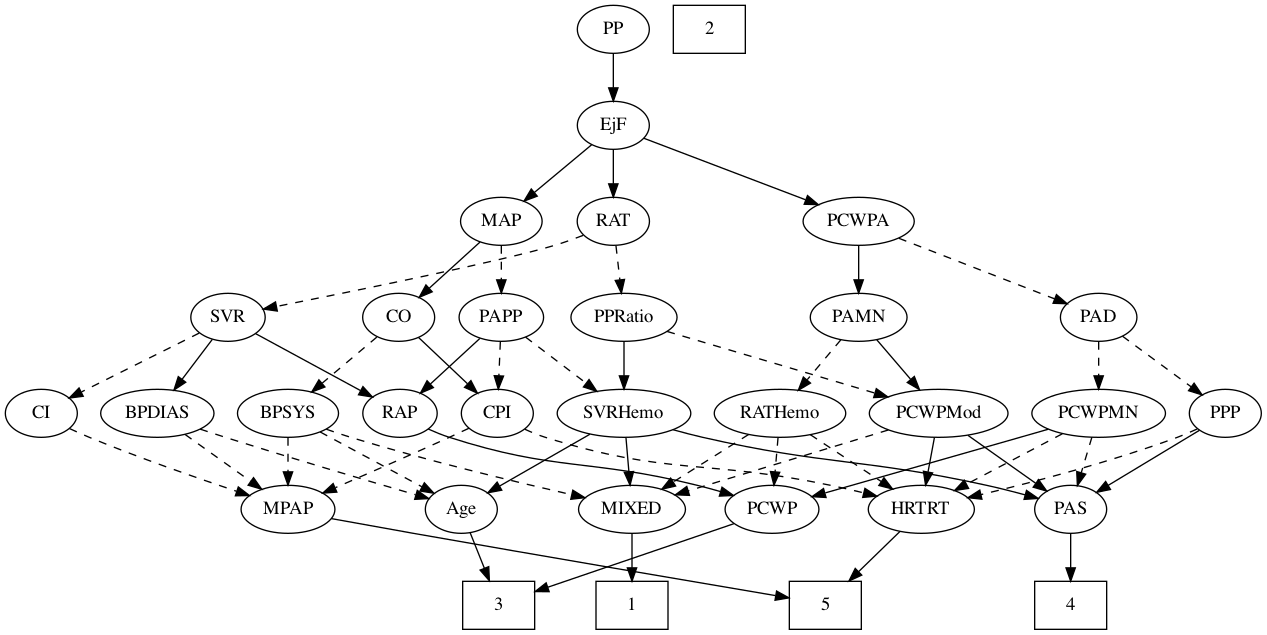 PP 2
EjF
MAP RAT PCWPA
SVR CO PAPP PPRatio PAMN PAD
CI BPDIAS BPSYS RAP CPI SVRHemo RATHemo PCWPMod PCWPMN PPP
MPAP Age MIXED PCWP HRTRT PAS
3 1 5 4